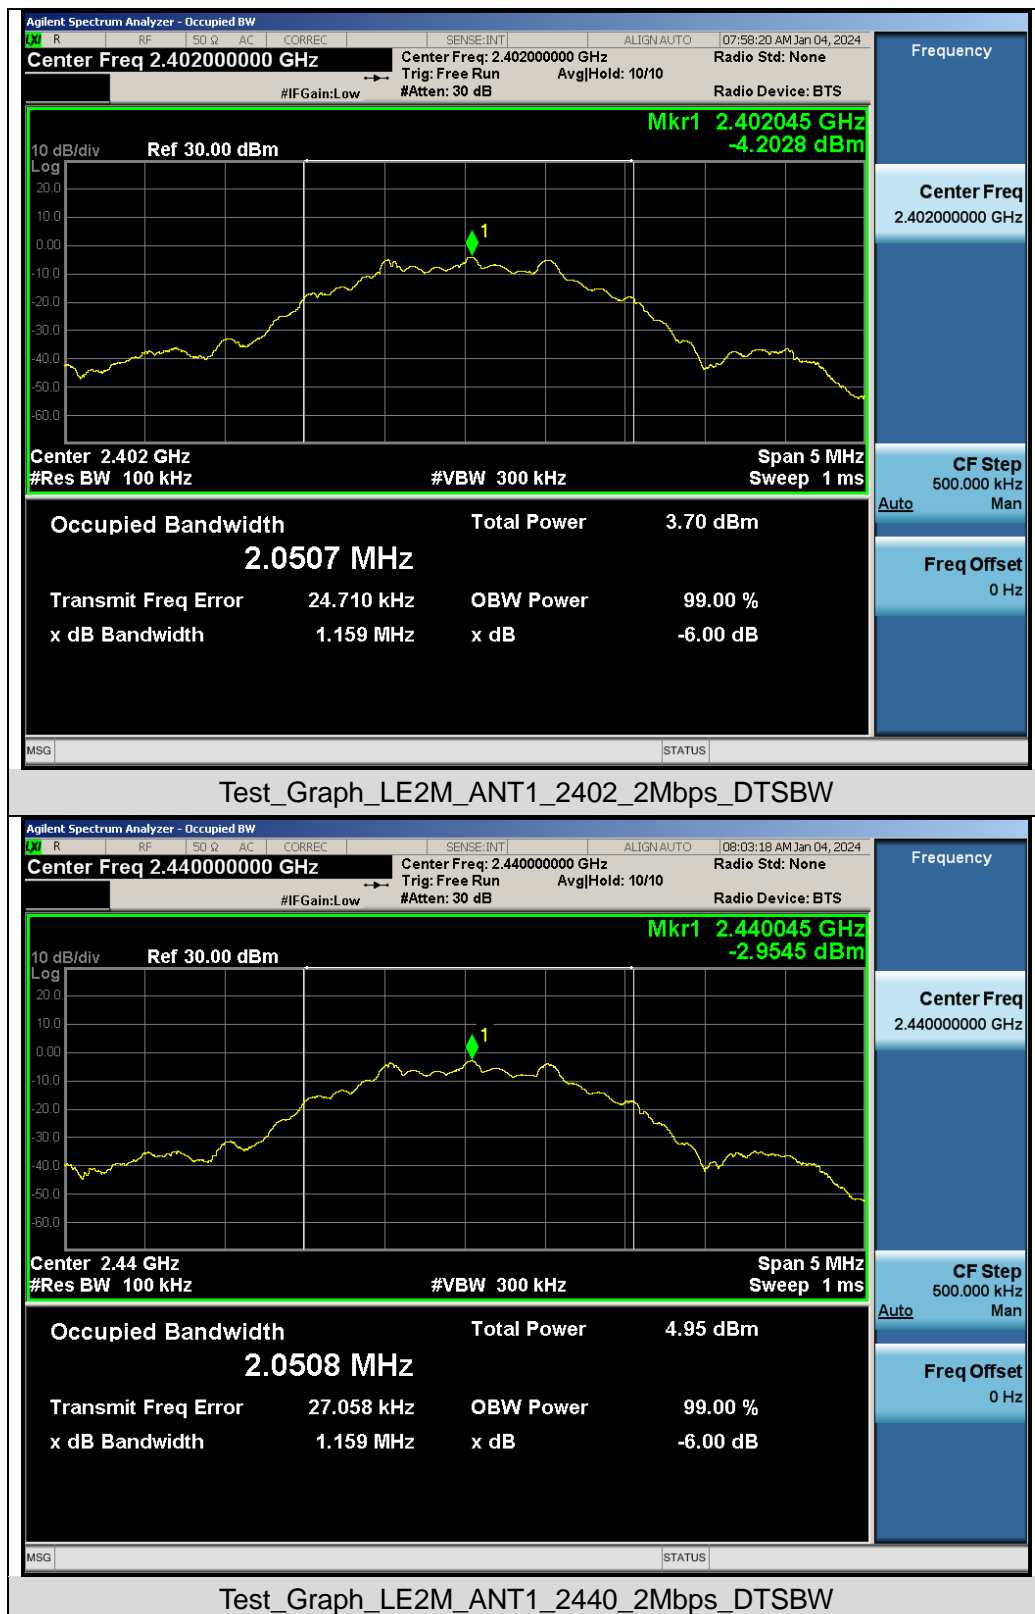 Agilent Spectrum Analyzer - Occupied BW
LXI R RF 50 Ω AC CORREC SENSE:INT ALIGN AUTO 07:58:20 AM Jan 04, 2024
Center Freq 2.402000000 GHz Center Freq: 2.402000000 GHz Radio Std: None Frequency
Trig: Free Run Avg|Hold: 10/10
#IFGain:Low #Atten: 30 dB Radio Device: BTS
Mkr1 2.402045 GHz
-4.2028 dBm
10 dB/div Ref 30.00 dBm
Log
20.0
10.0
0.00
-10.0
-20.0
-30.0
-40.0
-50.0
-60.0
1
Center Freq
2.402000000 GHz
Center 2.402 GHz Span 5 MHz
#Res BW 100 kHz #VBW 300 kHz Sweep 1 ms
CF Step
500.000 kHz
Auto Man
Occupied Bandwidth Total Power 3.70 dBm
2.0507 MHz
Freq Offset
0 Hz
Transmit Freq Error 24.710 kHz OBW Power 99.00 %
x dB Bandwidth 1.159 MHz x dB -6.00 dB
MSG STATUS
Test_Graph_LE2M_ANT1_2402_2Mbps_DTSBW
Agilent Spectrum Analyzer - Occupied BW
LXI R RF 50 Ω AC CORREC SENSE:INT ALIGN AUTO 08:03:18 AM Jan 04, 2024
Center Freq 2.440000000 GHz Center Freq: 2.440000000 GHz Radio Std: None Frequency
Trig: Free Run Avg|Hold: 10/10
#IFGain:Low #Atten: 30 dB Radio Device: BTS
Mkr1 2.440045 GHz
-2.9545 dBm
10 dB/div Ref 30.00 dBm
Log
20.0
10.0
0.00
-10.0
-20.0
-30.0
-40.0
-50.0
-60.0
1
Center Freq
2.440000000 GHz
Center 2.44 GHz Span 5 MHz
#Res BW 100 kHz #VBW 300 kHz Sweep 1 ms
CF Step
500.000 kHz
Auto Man
Occupied Bandwidth Total Power 4.95 dBm
2.0508 MHz
Freq Offset
0 Hz
Transmit Freq Error 27.058 kHz OBW Power 99.00 %
x dB Bandwidth 1.159 MHz x dB -6.00 dB
MSG STATUS
Test_Graph_LE2M_ANT1_2440_2Mbps_DTSBW